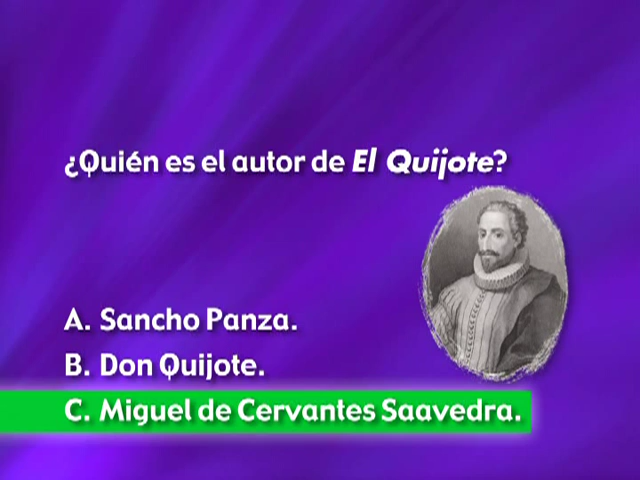 ¿Quién es el autor de El Quijote?
A. Sancho Panza.
B. Don Quijote.
C. Miguel de Cervantes Saavedra.